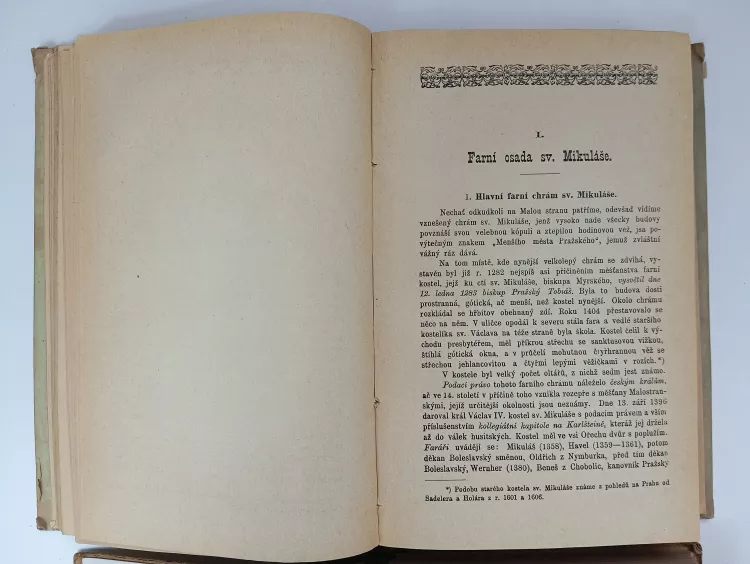 I.
Farní osada sv. Mikuláše.
1. Hlavní farní chrám sv. Mikuláše.
Nechať odkudkoli na Malou stranu patříme, odevšad vidíme
vznešený chrám sv. Mikuláše, jenž vysoko nade všecky budovy
povznáší svou velebnou kópuli a ztepilou hodinovou věž, jsa po-
výtečným znakem „Menšího města Pražského“, jemuž zvláštní
vážný ráz dává.
Na tom místě, kde nynější velkolepý chrám se zdvihá, vy-
stavěn byl již r. 1282 nejspíš asi přičiněním měšťanstva farní
kostel, jejž ku cti sv. Mikuláše, biskupa Myrského, vysvětil dne
12. ledna 1283 biskup Pražský Tobiáš. Byla to budova dosti
prostranná, gótická, ač menší, než kostel nynější. Okolo chrámu
rozkládal se hřbitov obehnaný zdí. Roku 1404 přestavovalo se
něco na něm. V uličce opodál k severu stála fara a vedlé staršího
kostelíka sv. Václava na téže straně byla škola. Kostel čelil k vý-
chodu presbytéřem, měl příkrou střechu se sanktusovou vížkou,
štíhlá gótická okna, a v průčelí mohutnou čtyrhrannou věž se
střechou jehlancovitou a čtyřmi lepými věžičkami v rozích.*)
V kostele byl velký počet oltářů, z nichž sedm jest známo.
Podací právo tohoto farního chrámu náleželo českým králům,
ač ve 14. století v příčině toho vznikla rozepře s měšťany Malostran-
skými, jejíž určitější okolnosti jsou neznámy. Dne 13. září 1396
daroval král Václav IV. kostel sv. Mikuláše s podacím právem a vším
příslušenstvím kollegiátní kapitole na Karlšteině, kteráž jej držela
až do válek husitských. Kostel měl ve vsi Ořechu dvůr s poplužím.
Faráři uvádějí se: Mikuláš (1358), Havel (1359—1361), potom
děkan Boleslavský směnou, Oldřich z Nymburka, před tím děkan
Boleslavský, Wernher (1380), Beneš z Chobolic, kanovník Pražský
*) Podobu starého kostela sv. Mikuláše známe z pohledů na Prahu od
Sadelera a Holára z r. 1601 a 1606.